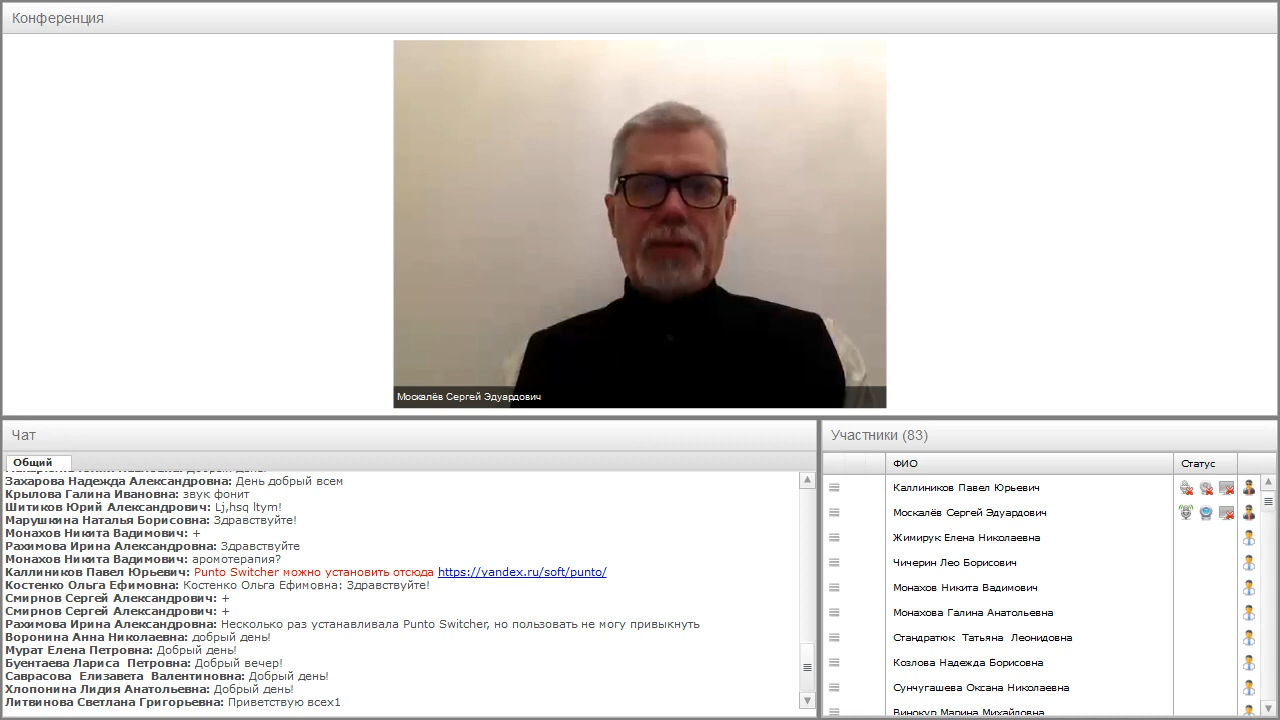 Конференция
Москалёв Сергей Эдуардович
Чат
Общий
Захарова Надежда Александровна: День добрый всем
Крылова Галина Ивановна: звук фонит
Шитиков Юрий Александрович: Lj,hsq ltym!
Марушкина Наталья Борисовна: Здравствуйте!
Монахов Никита Вадимович: +
Рахимова Ирина Александровна: Здравствуйте
Монахов Никита Вадимович: аромотерапия?
Каллиников Павел Юрьевич: Punto Switcher можно установить отсюда https://yandex.ru/soft/punto/
Костенко Ольга Ефимовна: Костенко Ольга Ефимовна: Здравствуйте!
Смирнов Сергей Александрович: +
Смирнов Сергей Александрович: +
Рахимова Ирина Александровна: Несколько раз устанавливала Punto Switcher, но пользовать не могу привыкнуть
Воронина Анна Николаевна: добрый день!
Мурат Елена Петровна: Добрый день!
Буентаева Лариса Петровна: Добрый вечер!
Саврасова Елизавета Валентиновна: Добрый день!
Хлопонина Лидия Анатольевна: Добрый день!
Литвинова Светлана Григорьевна: Приветствую всех1
Участники (83)
ФИО Статус
Каллиников Павел Юрьевич
Москалёв Сергей Эдуардович
Жимирук Елена Николаевна
Чичерин Лео Борисович
Монахов Никита Вадимович
Монахова Галина Анатольевна
Стандратюк Татьяна Леонидовна
Козлова Надежда Борисовна
Сунчугашева Оксана Николаевна
Винокур Марина Михайловна